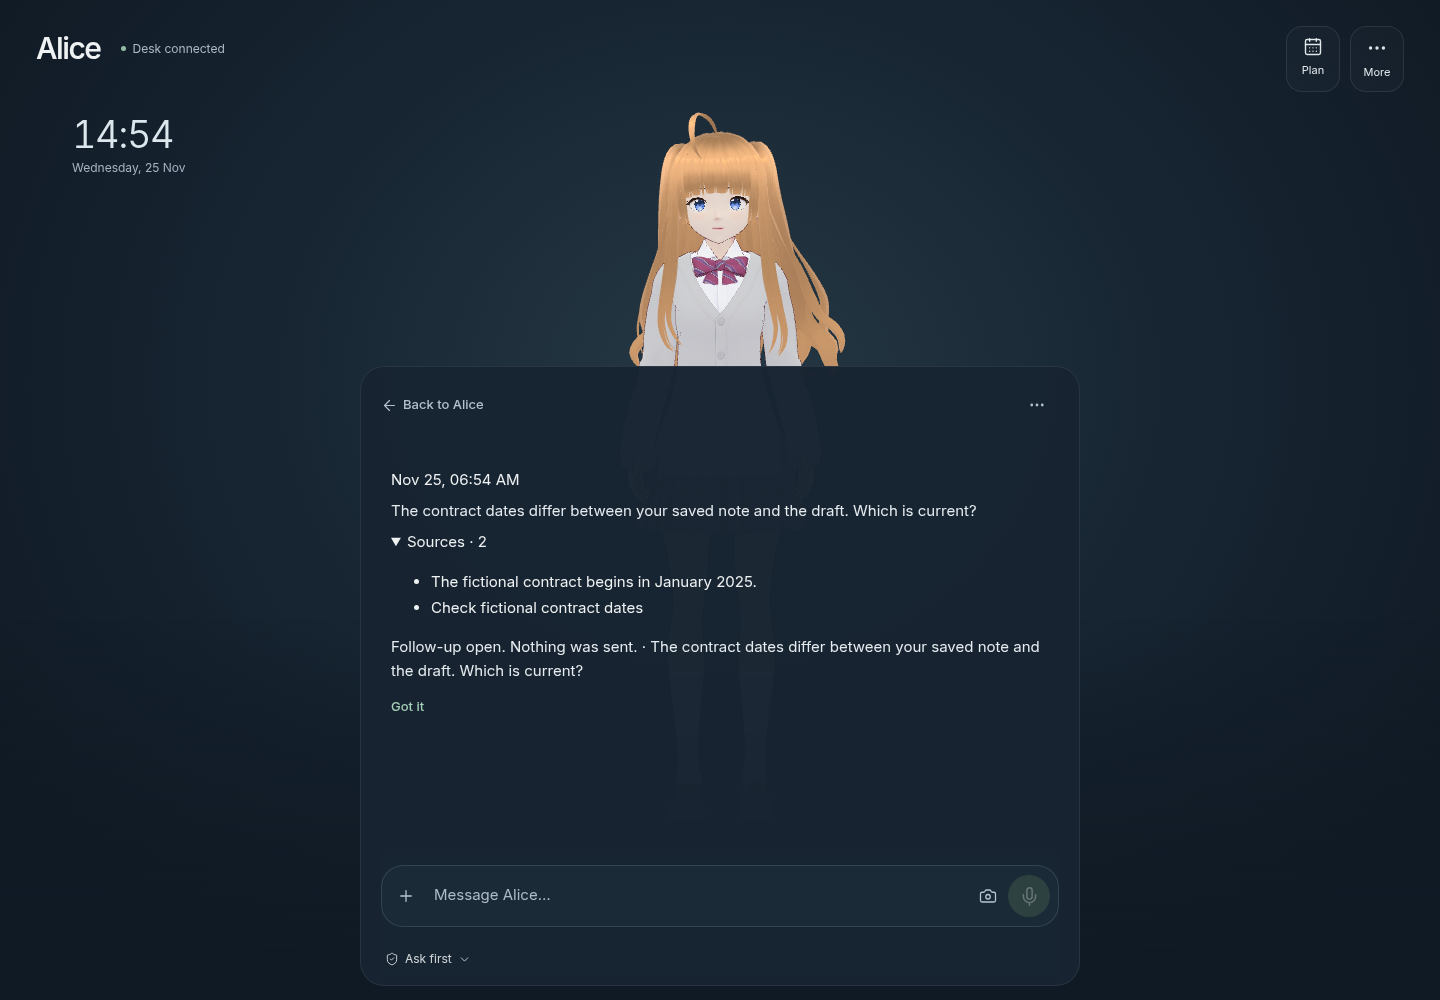 Alice
Desk connected
Plan
More
14:54
Wednesday, 25 Nov
Back to Alice
Nov 25, 06:54 AM
The contract dates differ between your saved note and the draft. Which is current?
Sources · 2
The fictional contract begins in January 2025.
Check fictional contract dates
Follow-up open. Nothing was sent. · The contract dates differ between your saved note and
the draft. Which is current?
Got it
Message Alice...
Ask first